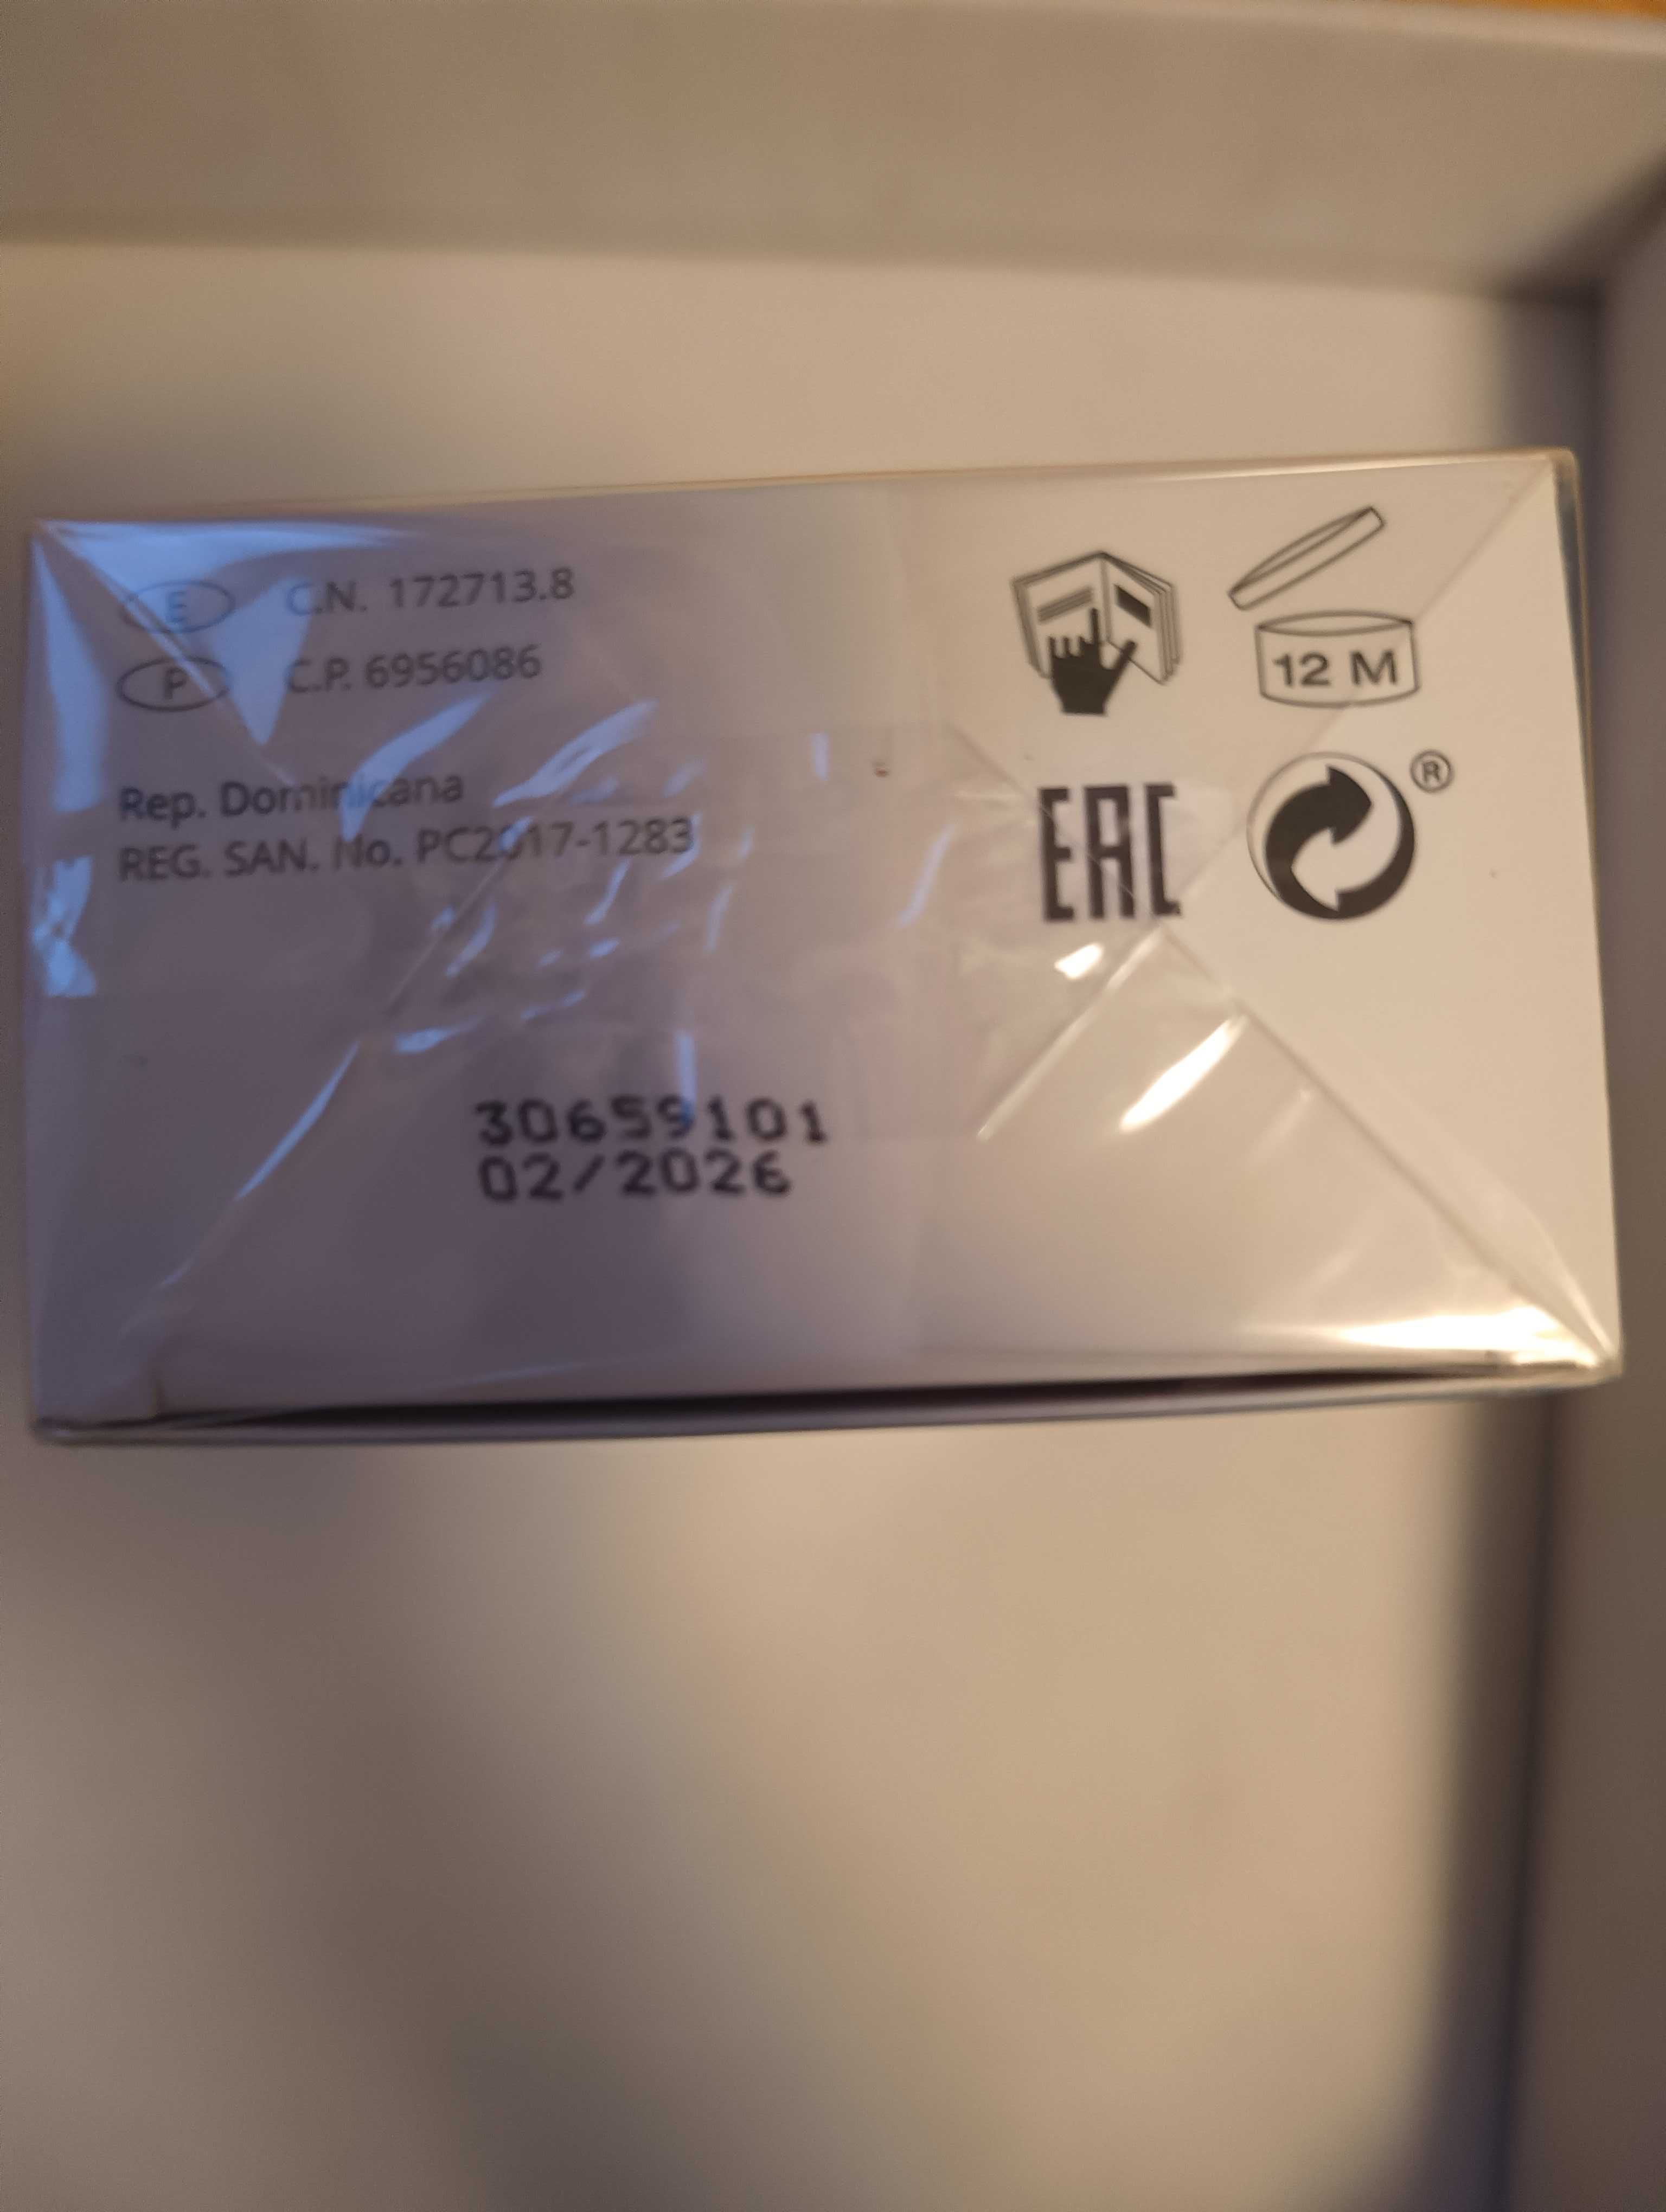 E C.N. 172713.8
P C.P. 6956086
Rep. Dominicana
REG. SAN. No. PC2017-1283
12 M
EAC
®
30659101
02/2026